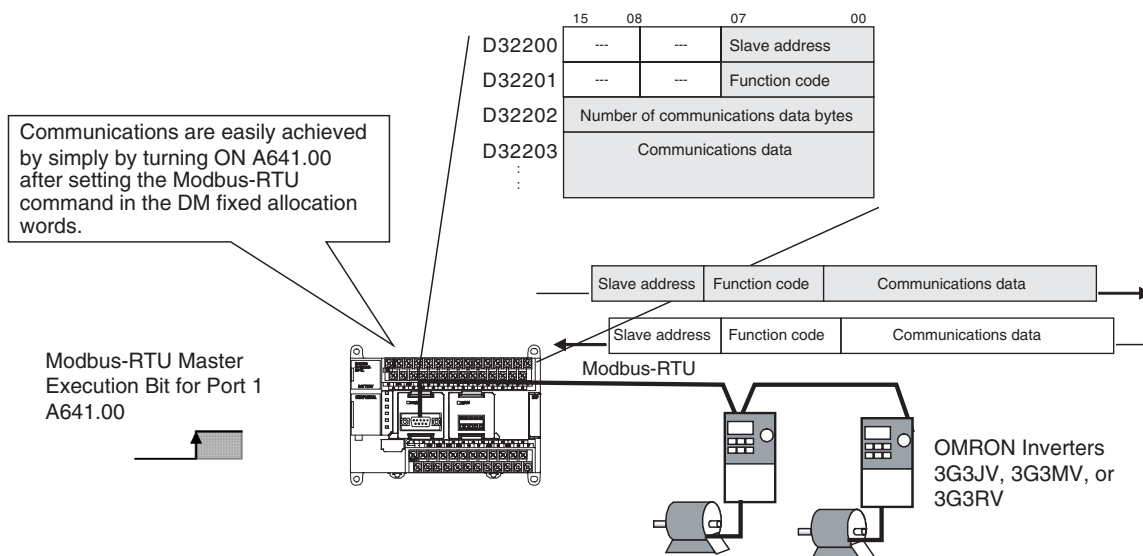 15 08 07 00
D32200 --- --- Slave address
D32201 --- --- Function code
D32202 Number of communications data bytes
D32203 Communications data
Communications are easily achieved
by simply by turning ON A641.00
after setting the Modbus-RTU
command in the DM fixed allocation
words.
Slave address Function code Communications data
Slave address Function code Communications data
Modbus-RTU
Modbus-RTU Master
Execution Bit for Port 1
A641.00
OMRON Inverters
3G3JV, 3G3MV, or
3G3RV